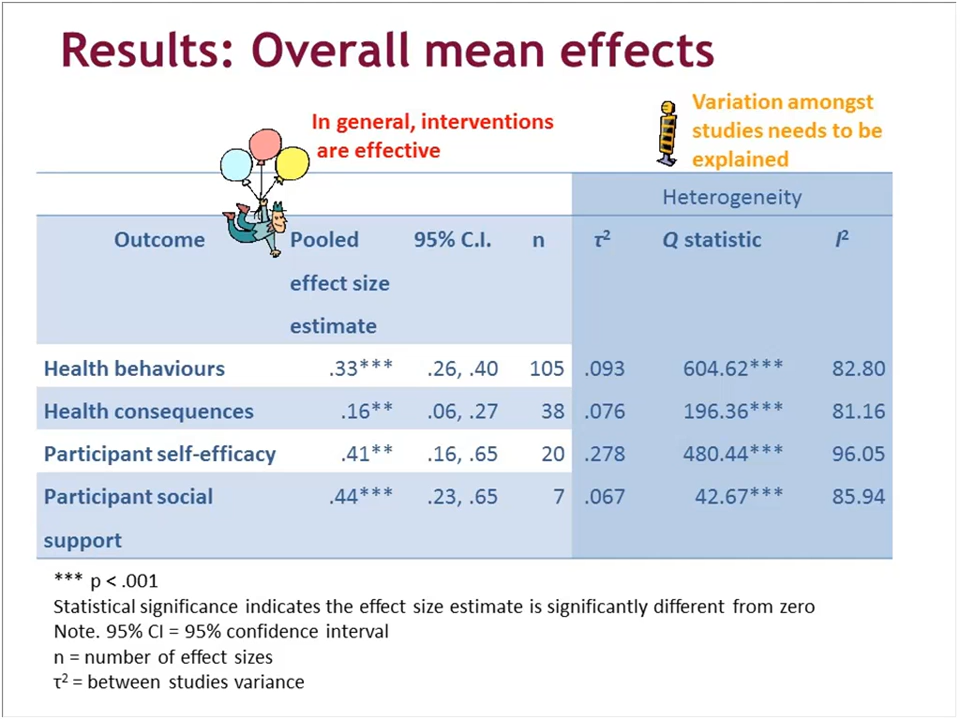 Results: Overall mean effects
In general, interventions
are effective
Variation amongst
studies needs to be
explained
Heterogeneity
Outcome Pooled 95% C.I. n τ² Q statistic I²
effect size
estimate
Health behaviours .33*** .26, .40 105 .093 604.62*** 82.80
Health consequences .16** .06, .27 38 .076 196.36*** 81.16
Participant self-efficacy .41** .16, .65 20 .278 480.44*** 96.05
Participant social .44*** .23, .65 7 .067 42.67*** 85.94
support
*** p < .001
Statistical significance indicates the effect size estimate is significantly different from zero
Note. 95% CI = 95% confidence interval
n = number of effect sizes
τ² = between studies variance